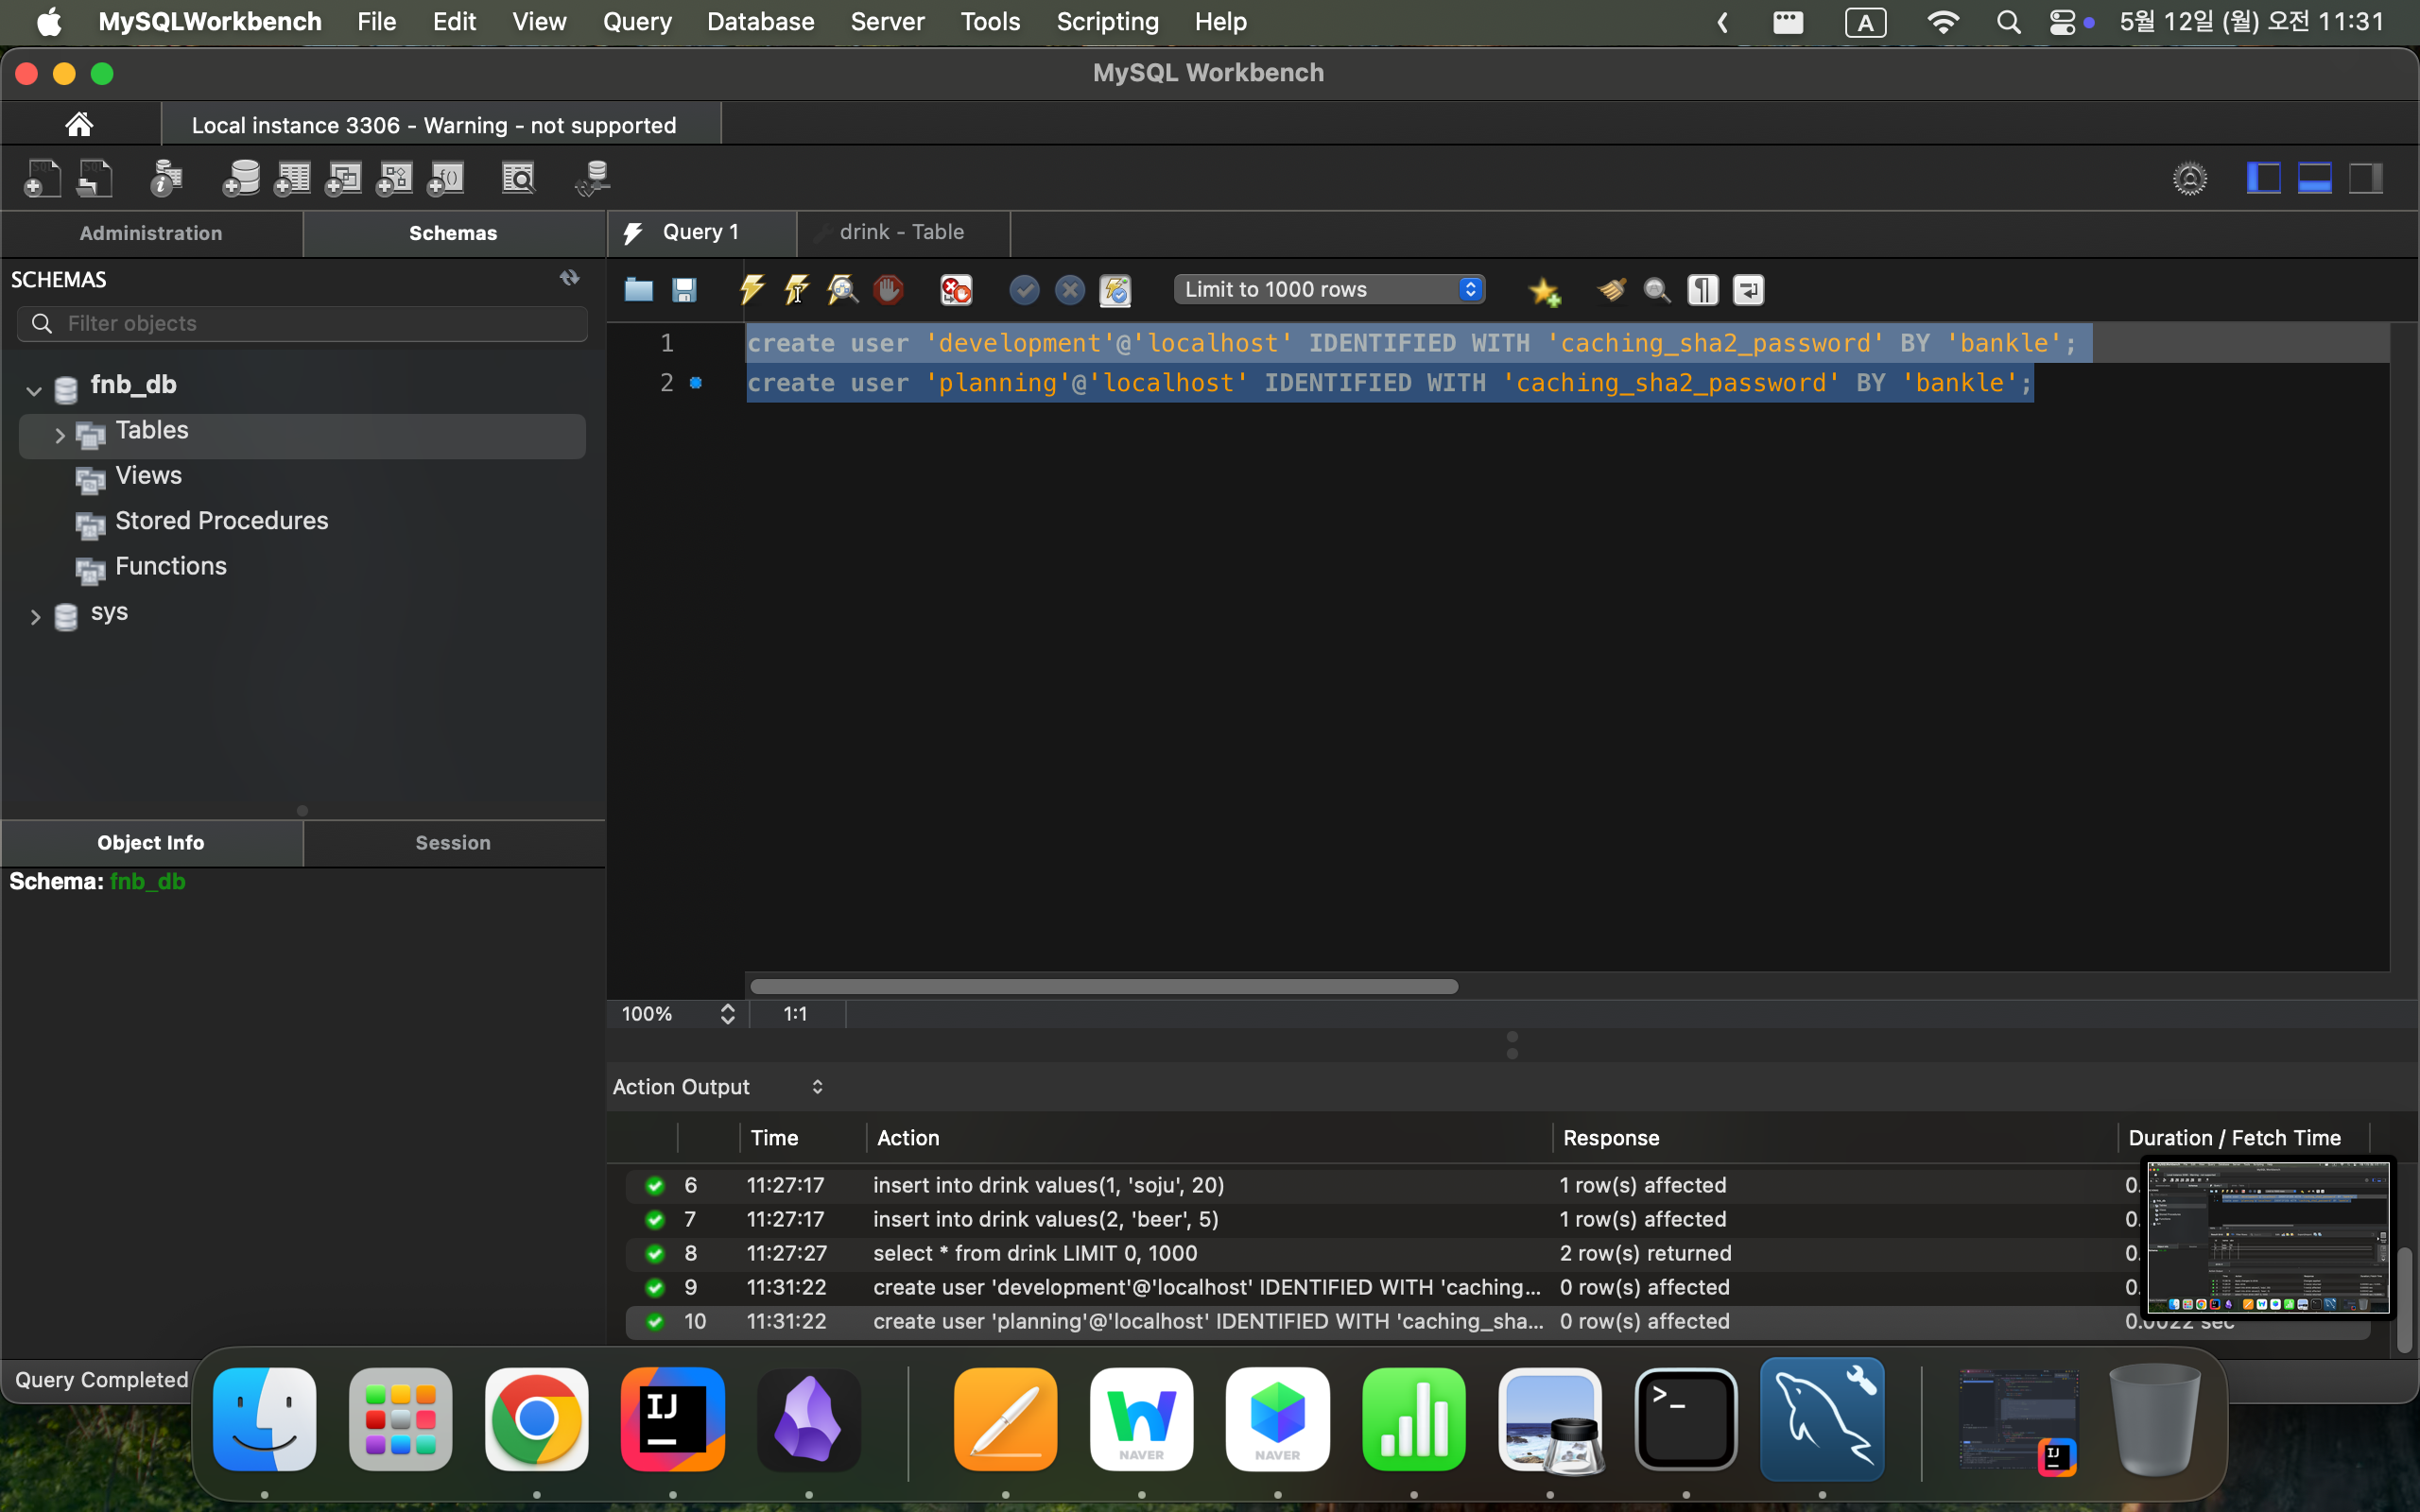 MySQLWorkbench File Edit View Query Database Server Tools Scripting Help A 5월 12일 (월) 오전 11:31
MySQL Workbench
Local instance 3306 - Warning - not supported
Administration Schemas Query 1 drink - Table
SCHEMAS
Limit to 1000 rows
Filter objects
1 create user 'development'@'localhost' IDENTIFIED WITH 'caching_sha2_password' BY 'bankle';
2 create user 'planning'@'localhost' IDENTIFIED WITH 'caching_sha2_password' BY 'bankle';
fnb_db
Tables
Views
Stored Procedures
Functions
sys
Object Info Session
Schema: fnb_db
100% 1:1
Action Output
Time Action Response Duration / Fetch Time
6 11:27:17 insert into drink values(1, 'soju', 20) 1 row(s) affected 0.
7 11:27:17 insert into drink values(2, 'beer', 5) 1 row(s) affected 0.
8 11:27:27 select * from drink LIMIT 0, 1000 2 row(s) returned 0.
9 11:31:22 create user 'development'@'localhost' IDENTIFIED WITH 'caching... 0 row(s) affected 0.
10 11:31:22 create user 'planning'@'localhost' IDENTIFIED WITH 'caching_sha... 0 row(s) affected 0.0022 sec
Query Completed
IJ
NAVER
NAVER
>_
IJ